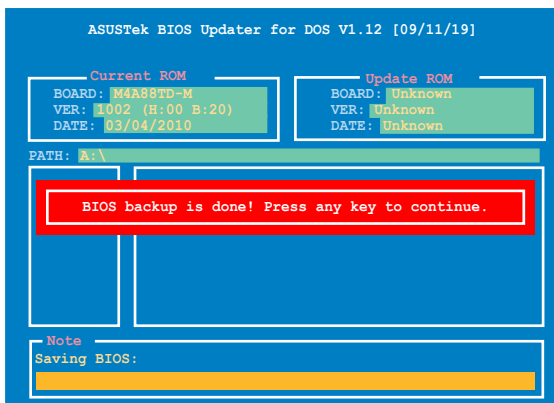 ASUSTek BIOS Updater for DOS V1.12 [09/11/19]
Current ROM
BOARD: M4A88TD-M
VER: 1002 (H:00 B:20)
DATE: 03/04/2010
Update ROM
BOARD: Unknown
VER: Unknown
DATE: Unknown
PATH: A:\
BIOS backup is done! Press any key to continue.
Note
Saving BIOS: